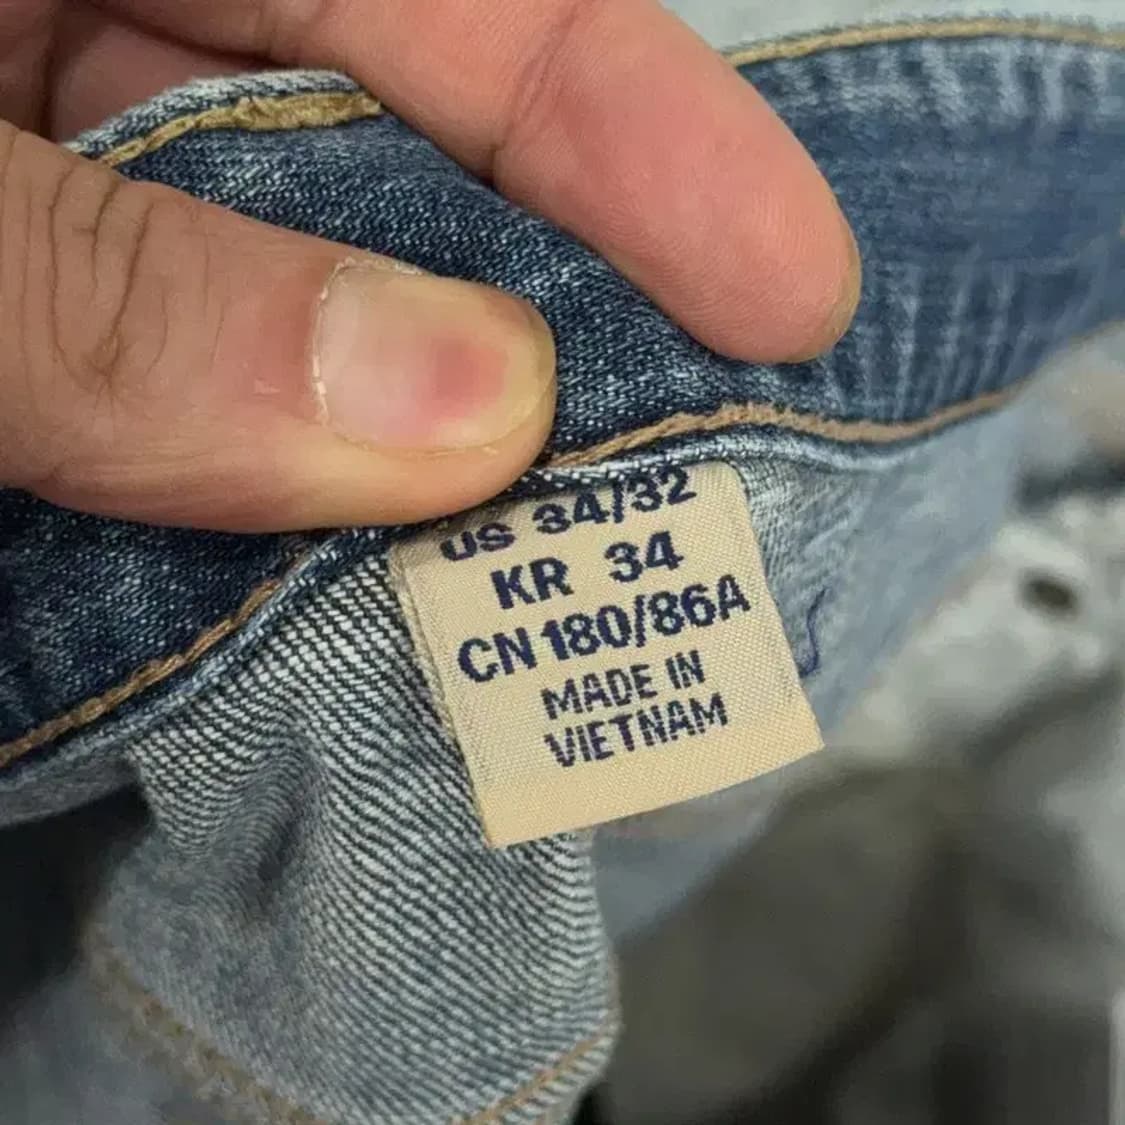 US 34/32
KR 34
CN 180/86A
MADE IN
VIETNAM